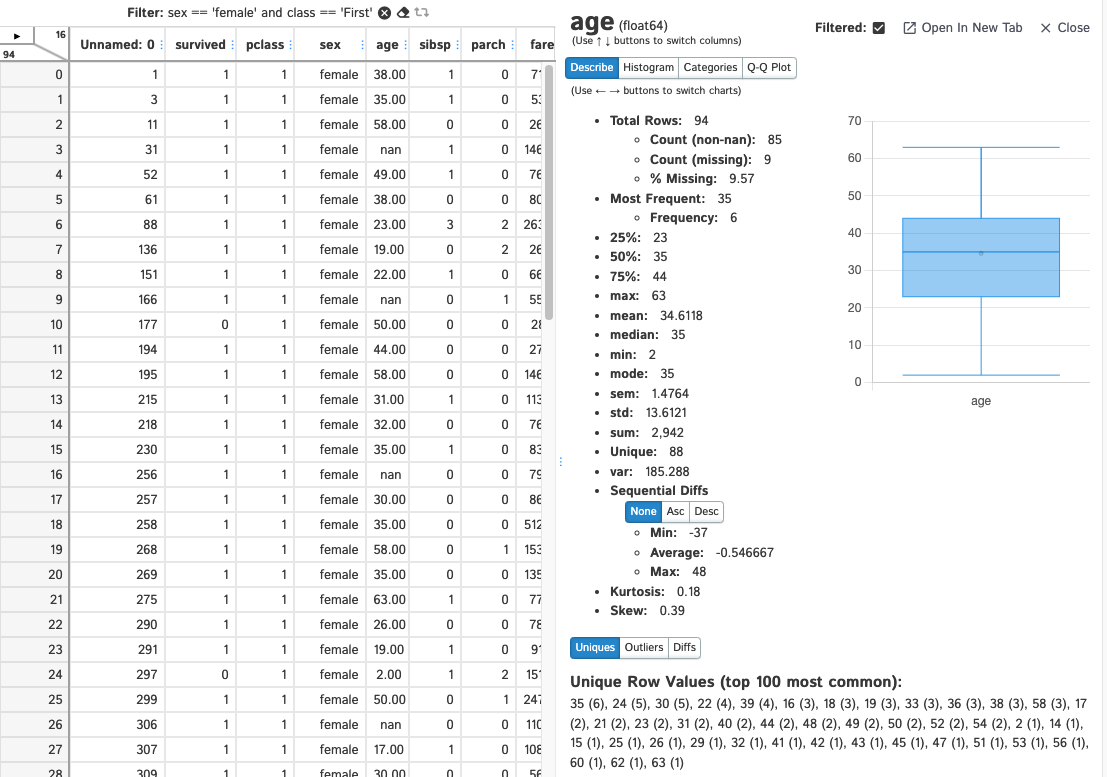 Filter: sex == 'female' and class == 'First'
16
94
Unnamed: 0 survived pclass sex age sibsp parch fare
0 1 1 1 female 38.00 1 0
1 3 1 1 female 35.00 1 0
2 11 1 1 female 58.00 0 0
3 31 1 1 female nan 1 0 146
4 52 1 1 female 49.00 1 0
5 61 1 1 female 38.00 0 0
6 88 1 1 female 23.00 3 2 263
7 136 1 1 female 19.00 0 2 26
8 151 1 1 female 22.00 1 0
9 166 1 1 female nan 0 1 55
10 177 0 1 female 50.00 0 0
11 194 1 1 female 44.00 0 0 27
12 195 1 1 female 58.00 0 0 146
13 215 1 1 female 31.00 1 0 113
14 218 1 1 female 32.00 0 0
15 230 1 1 female 35.00 1 0
16 256 1 1 female nan 0 0
17 257 1 1 female 30.00 0 0
18 258 1 1 female 35.00 0 0
19 268 1 1 female 58.00 0 1 153
20 269 1 1 female 35.00 0 0 135
21 275 1 1 female 63.00 1 0 77
22 290 1 1 female 26.00 0 0
23 291 1 1 female 19.00 1 0
24 297 0 1 female 2.00 1 2
25 299 1 1 female 50.00 0 1 247
26 306 1 1 female nan 0 0
27 307 1 1 female 17.00 1 0 108
28 309 1 1 female 30.00 0 0
age (float64)
Filtered: Open In New Tab Close
(Use ↑ ↓ buttons to switch columns)
Describe Histogram Categories Q-Q Plot
(Use ← → buttons to switch charts)
Total Rows: 94
Count (non-nan): 85
Count (missing): 9
% Missing: 9.57
Most Frequent: 35
Frequency: 6
25%: 23
50%: 35
75%: 44
max: 63
mean: 34.6118
median: 35
min: 2
mode: 35
sem: 1.4764
std: 13.6121
sum: 2,942
Unique: 88
var: 185.288
Sequential Diffs
None Asc Desc
Min: -37
Average: -0.546667
Max: 48
Kurtosis: 0.18
Skew: 0.39
70
60
50
40
30
20
10
0
age
Uniques Outliers Diffs
Unique Row Values (top 100 most common):
35 (6), 24 (5), 30 (5), 22 (4), 39 (4), 16 (3), 18 (3), 19 (3), 33 (3), 36 (3), 38 (3), 58 (3), 17
(2), 21 (2), 23 (2), 31 (2), 40 (2), 44 (2), 48 (2), 49 (2), 50 (2), 52 (2), 54 (2), 2 (1), 14 (1),
15 (1), 25 (1), 26 (1), 29 (1), 32 (1), 41 (1), 42 (1), 43 (1), 45 (1), 47 (1), 51 (1), 53 (1), 56 (1),
60 (1), 62 (1), 63 (1)